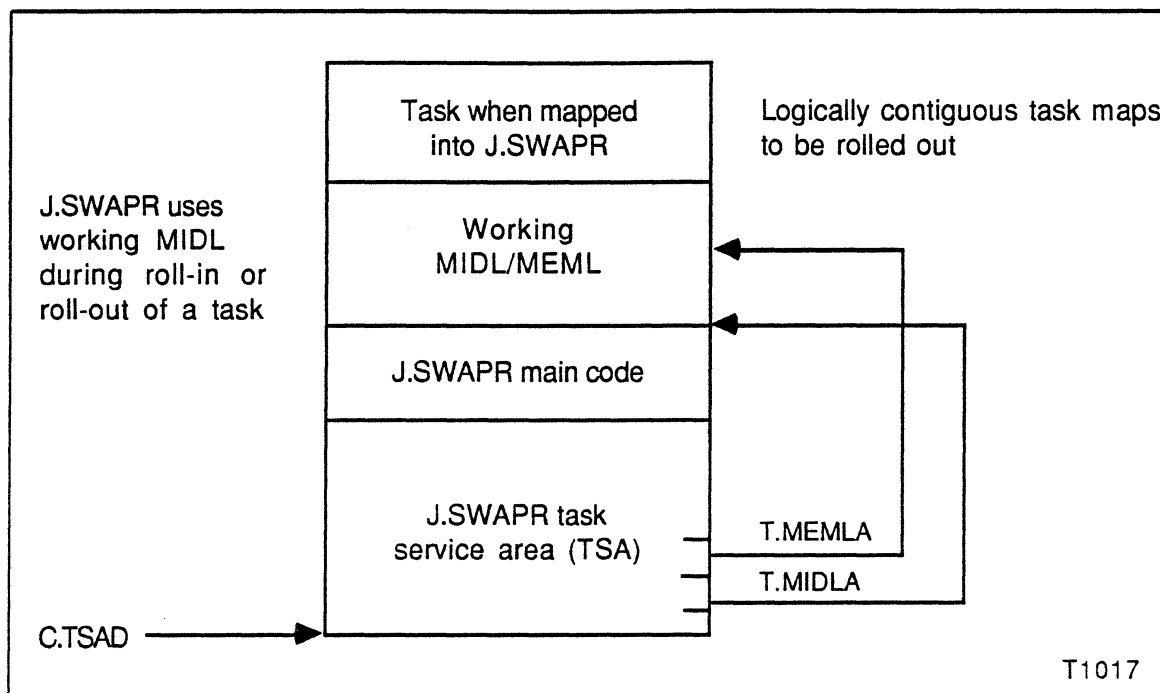 Task when mapped
into J.SWAPR
Logically contiguous task maps
to be rolled out
J.SWAPR uses
working MIDL
during roll-in or
roll-out of a task
Working
MIDL/MEML
J.SWAPR main code
J.SWAPR task
service area (TSA)
T.MEMLA
T.MIDLA
C.TSAD
T1017